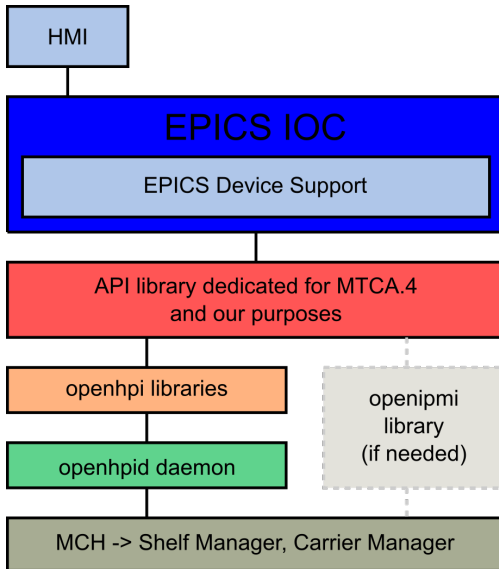 HMI
EPICS IOC
EPICS Device Support
API library dedicated for MTCA.4
and our purposes
openhpi libraries
openipmi
library
(if needed)
openhpid daemon
MCH -> Shelf Manager, Carrier Manager